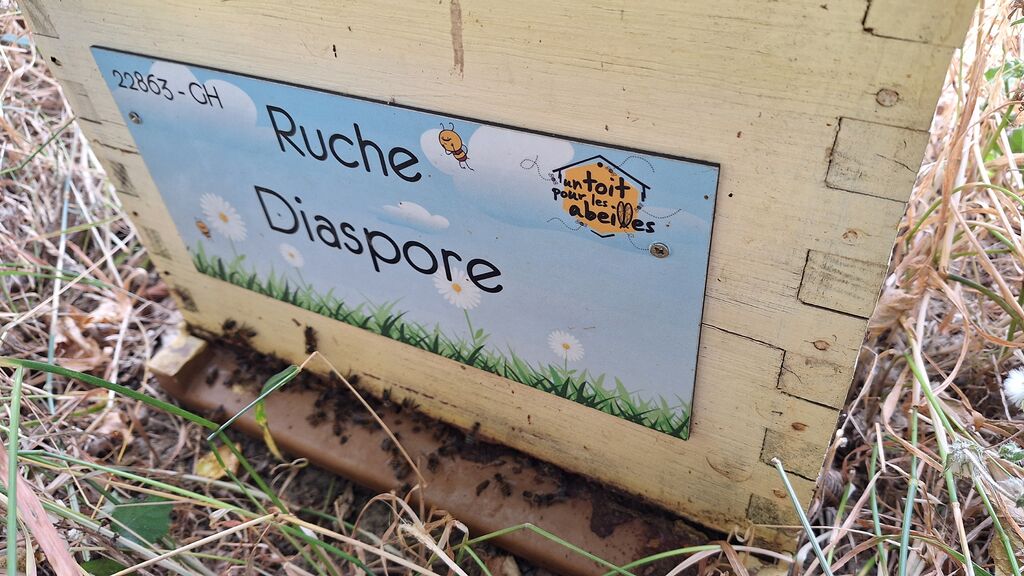 22863-GH
Ruche
Diaspore
un toit
pour les
abeilles